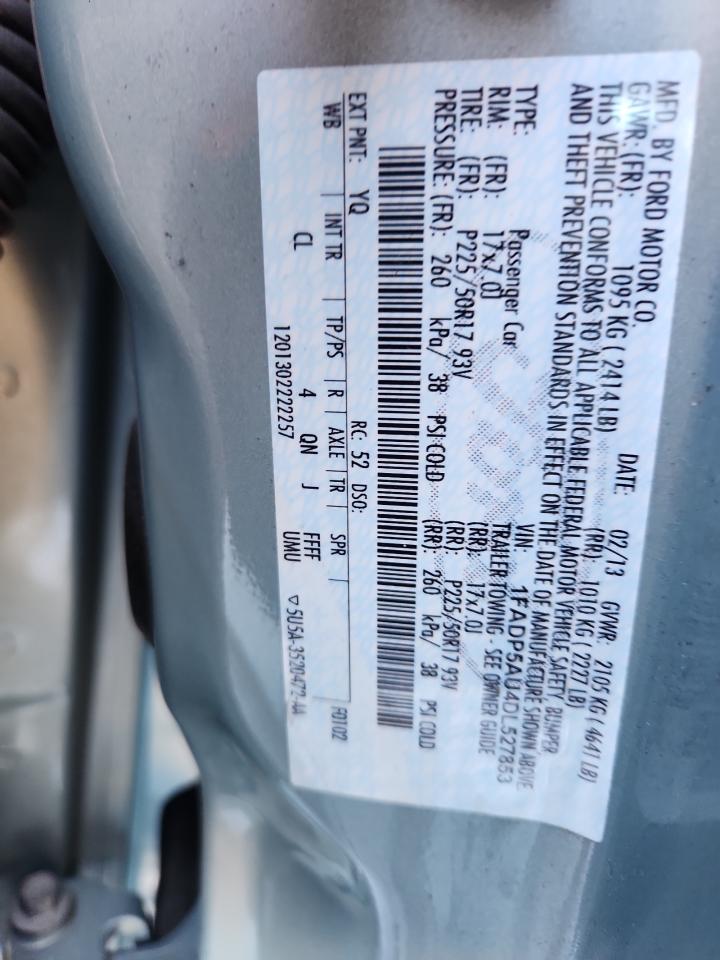 MFD. BY FORD MOTOR CO.
DATE: 02/13 GVWR: 2105 KG ( 4641 LB)
GAWR: (FR): 1095 KG ( 2414 LB) (RR): 1010 KG ( 2227 LB)
THIS VEHICLE CONFORMS TO ALL APPLICABLE FEDERAL MOTOR VEHICLE SAFETY, BUMPER
AND THEFT PREVENTION STANDARDS IN EFFECT ON THE DATE OF MANUFACTURE SHOWN ABOVE
VIN: 1FADP5AU4DL527853
TYPE: Passenger Car TRAILER TOWING - SEE OWNER GUIDE
RIM: (FR): 17x7.0J (RR): 17x7.0J
TIRE: (FR): P225/50R17 93V (RR): P225/50R17 93V
PRESSURE: (FR): 260 kPa/ 38 PSI COLD (RR): 260 kPa/ 38 PSI COLD
EXT PNT: YQ RC: 52 DSO: F0102
WB INT TR TP/PS R AXLE TR SPR
CL 4 QN J FFFF
1201302222257 UMU ▽5U5A-3520472-AA